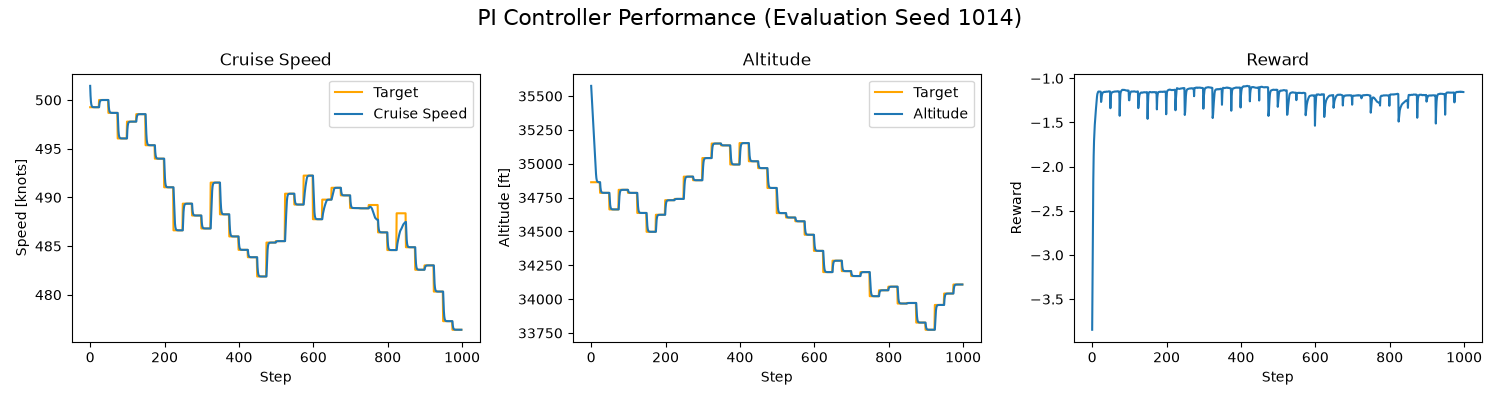 PI Controller Performance (Evaluation Seed 1014)
Cruise Speed
Speed [knots]
500
495
490
485
480
0 200 400 600 800 1000
Step
Target
Cruise Speed
Altitude
Altitude [ft]
35500
35250
35000
34750
34500
34250
34000
33750
0 200 400 600 800 1000
Step
Target
Altitude
Reward
Reward
−1.0
−1.5
−2.0
−2.5
−3.0
−3.5
0 200 400 600 800 1000
Step